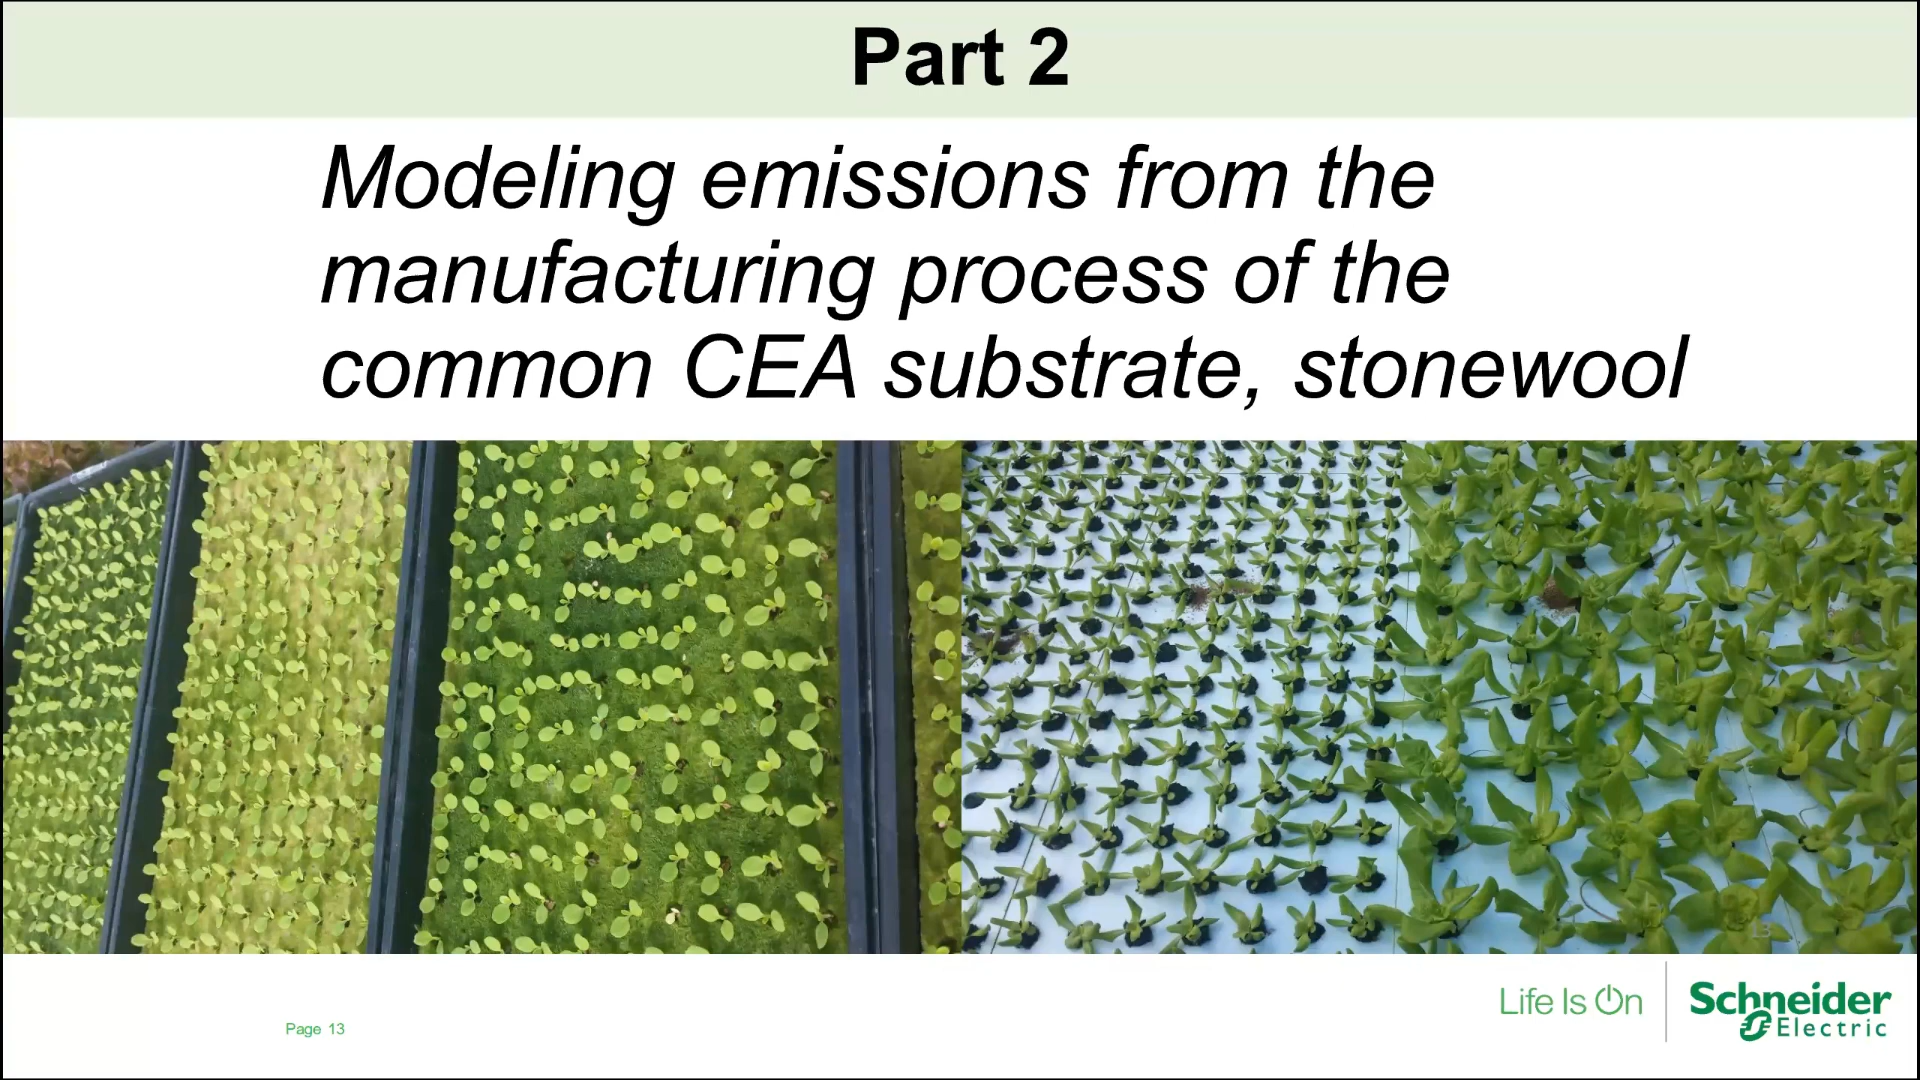 Part 2
Modeling emissions from the
manufacturing process of the
common CEA substrate, stonewool
13
Page 13
Life Is On
Schneider
Electric